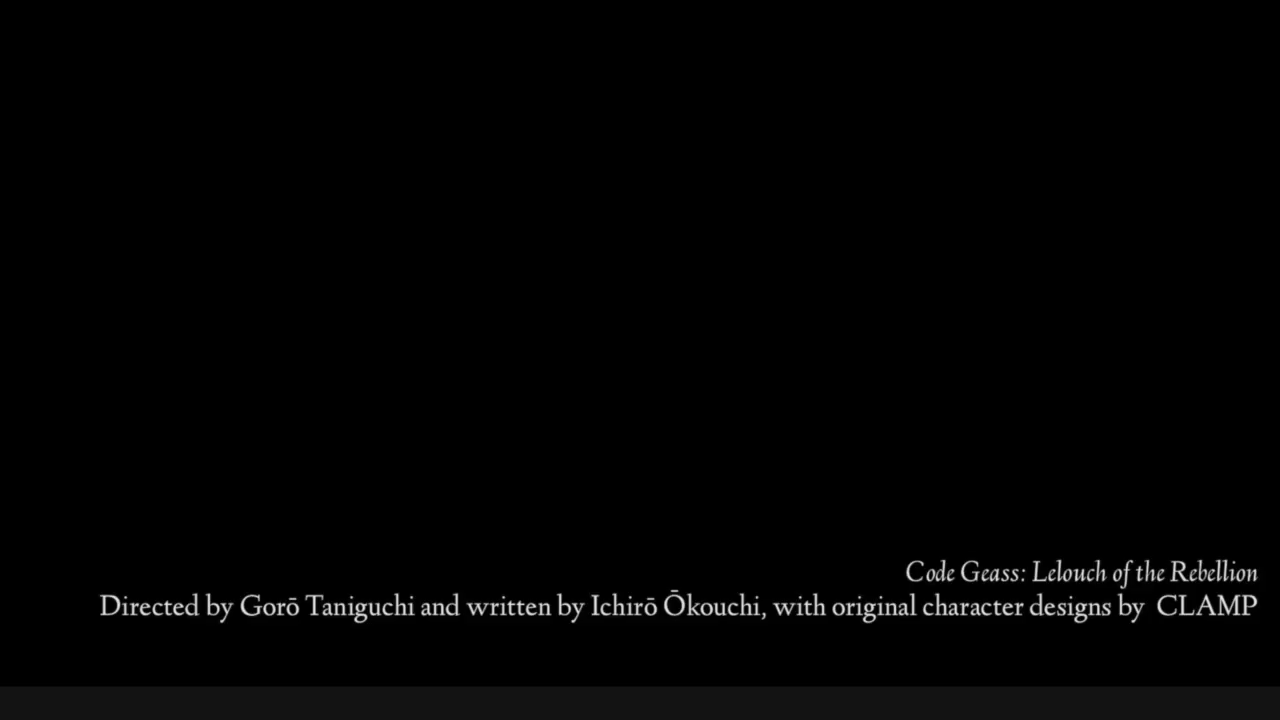 Code Geass: Lelouch of the Rebellion
Directed by Gorō Taniguchi and written by Ichirō Ōkouchi, with original character designs by CLAMP